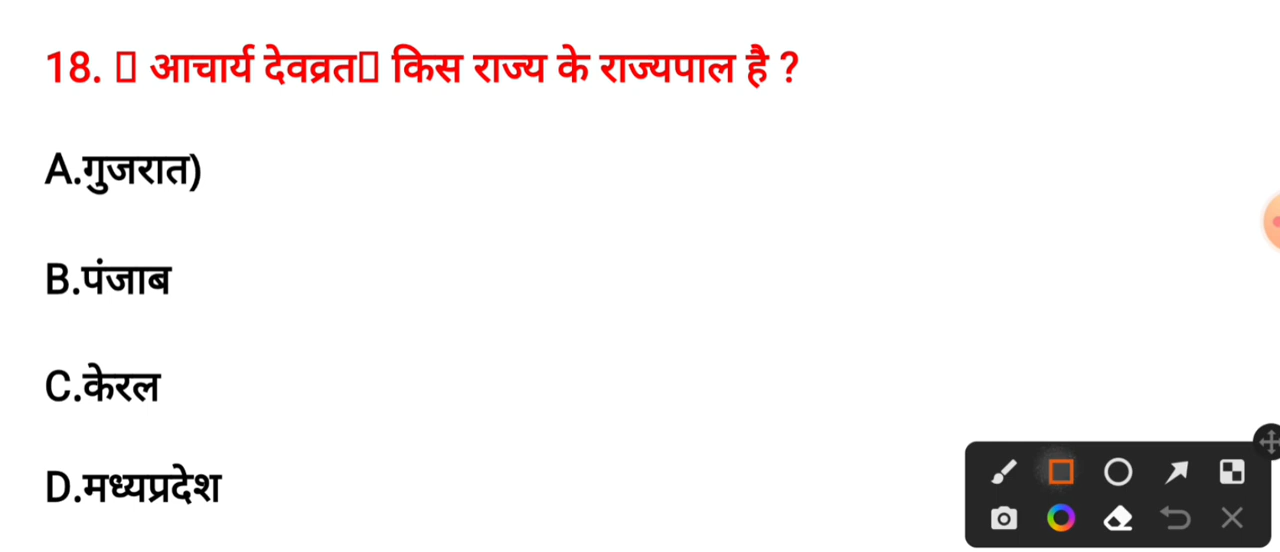 18. आचार्य देवव्रत किस राज्य के राज्यपाल है ?
A.गुजरात)
B.पंजाब
C.केरल
D.मध्यप्रदेश